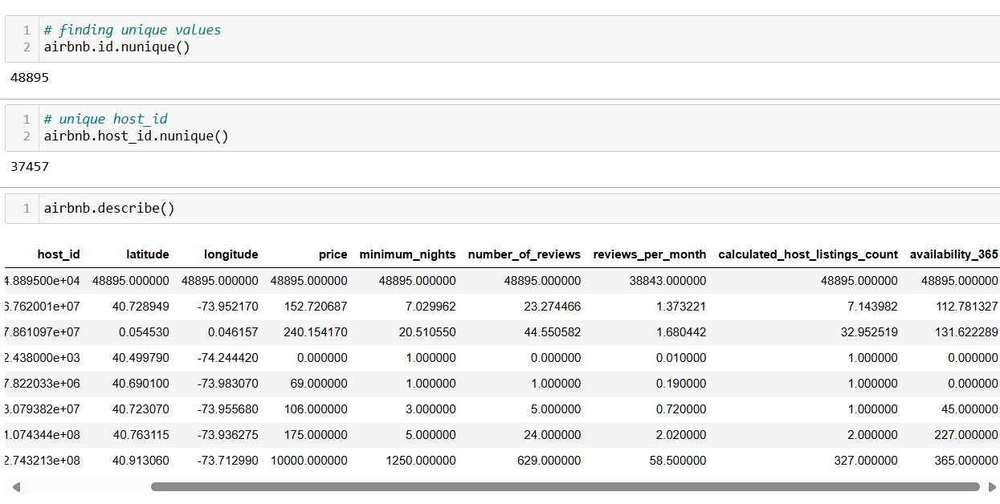 1 # finding unique values
2 airbnb.id.nunique()
48895
1 # unique host_id
2 airbnb.host_id.nunique()
37457
1 airbnb.describe()
host_id latitude longitude price minimum_nights number_of_reviews reviews_per_month calculated_host_listings_count availability_365
4.889500e+04 48895.000000 48895.000000 48895.000000 48895.000000 48895.000000 38843.000000 48895.000000 48895.000000
6.762001e+07 40.728949 -73.952170 152.720687 7.029962 23.274466 1.373221 7.143982 112.781327
7.861097e+07 0.054530 0.046157 240.154170 20.510550 44.550582 1.680442 32.952519 131.622289
2.438000e+03 40.499790 -74.244420 0.000000 1.000000 0.000000 0.010000 1.000000 0.000000
7.822033e+06 40.690100 -73.983070 69.000000 1.000000 1.000000 0.190000 1.000000 0.000000
3.079382e+07 40.723070 -73.955680 106.000000 3.000000 5.000000 0.720000 1.000000 45.000000
1.074344e+08 40.763115 -73.936275 175.000000 5.000000 24.000000 2.020000 2.000000 227.000000
2.743213e+08 40.913060 -73.712990 10000.000000 1250.000000 629.000000 58.500000 327.000000 365.000000